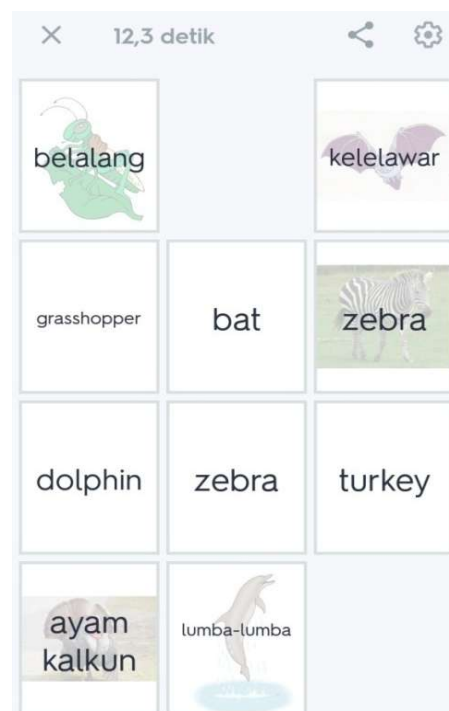 12,3 detik
belalang
kelelawar
grasshopper
bat
zebra
dolphin
zebra
turkey
ayam
kalkun
lumba-lumba